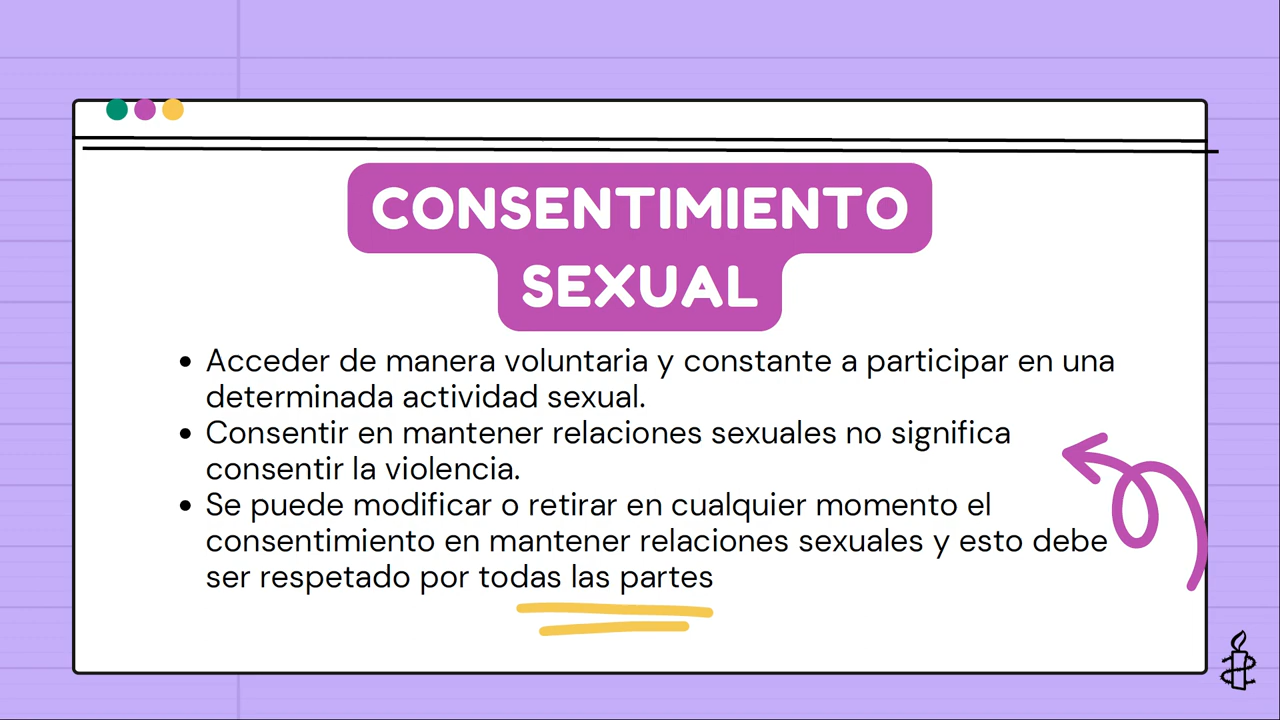 CONSENTIMIENTO
SEXUAL
• Acceder de manera voluntaria y constante a participar en una
determinada actividad sexual.
• Consentir en mantener relaciones sexuales no significa
consentir la violencia.
• Se puede modificar o retirar en cualquier momento el
consentimiento en mantener relaciones sexuales y esto debe
ser respetado por todas las partes